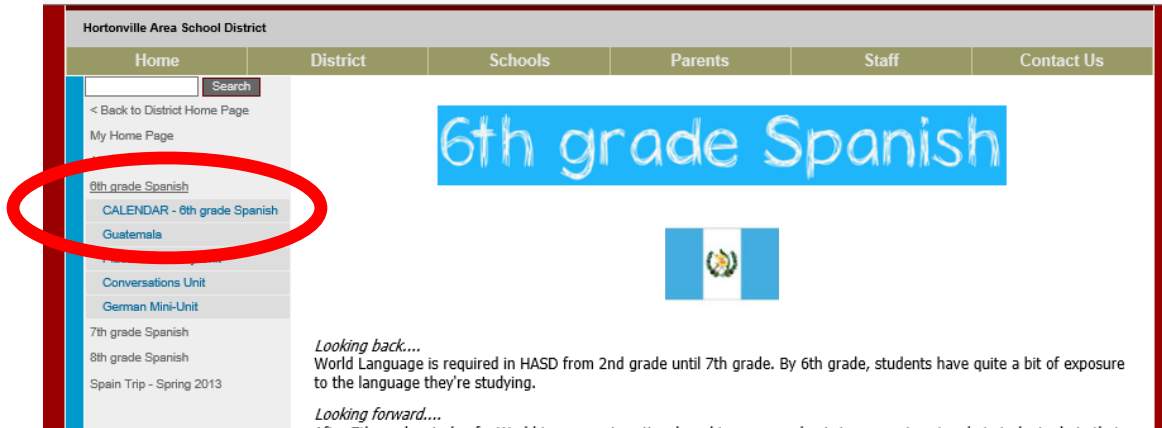 Hortonville Area School District
Home District Schools Parents Staff Contact Us
Search
< Back to District Home Page
My Home Page
6th grade Spanish
CALENDAR - 6th grade Spanish
Guatemala
Conversations Unit
German Mini-Unit
7th grade Spanish
8th grade Spanish
Spain Trip - Spring 2013
6th grade Spanish
Looking back....
World Language is required in HASD from 2nd grade until 7th grade. By 6th grade, students have quite a bit of exposure
to the language they're studying.
Looking forward....